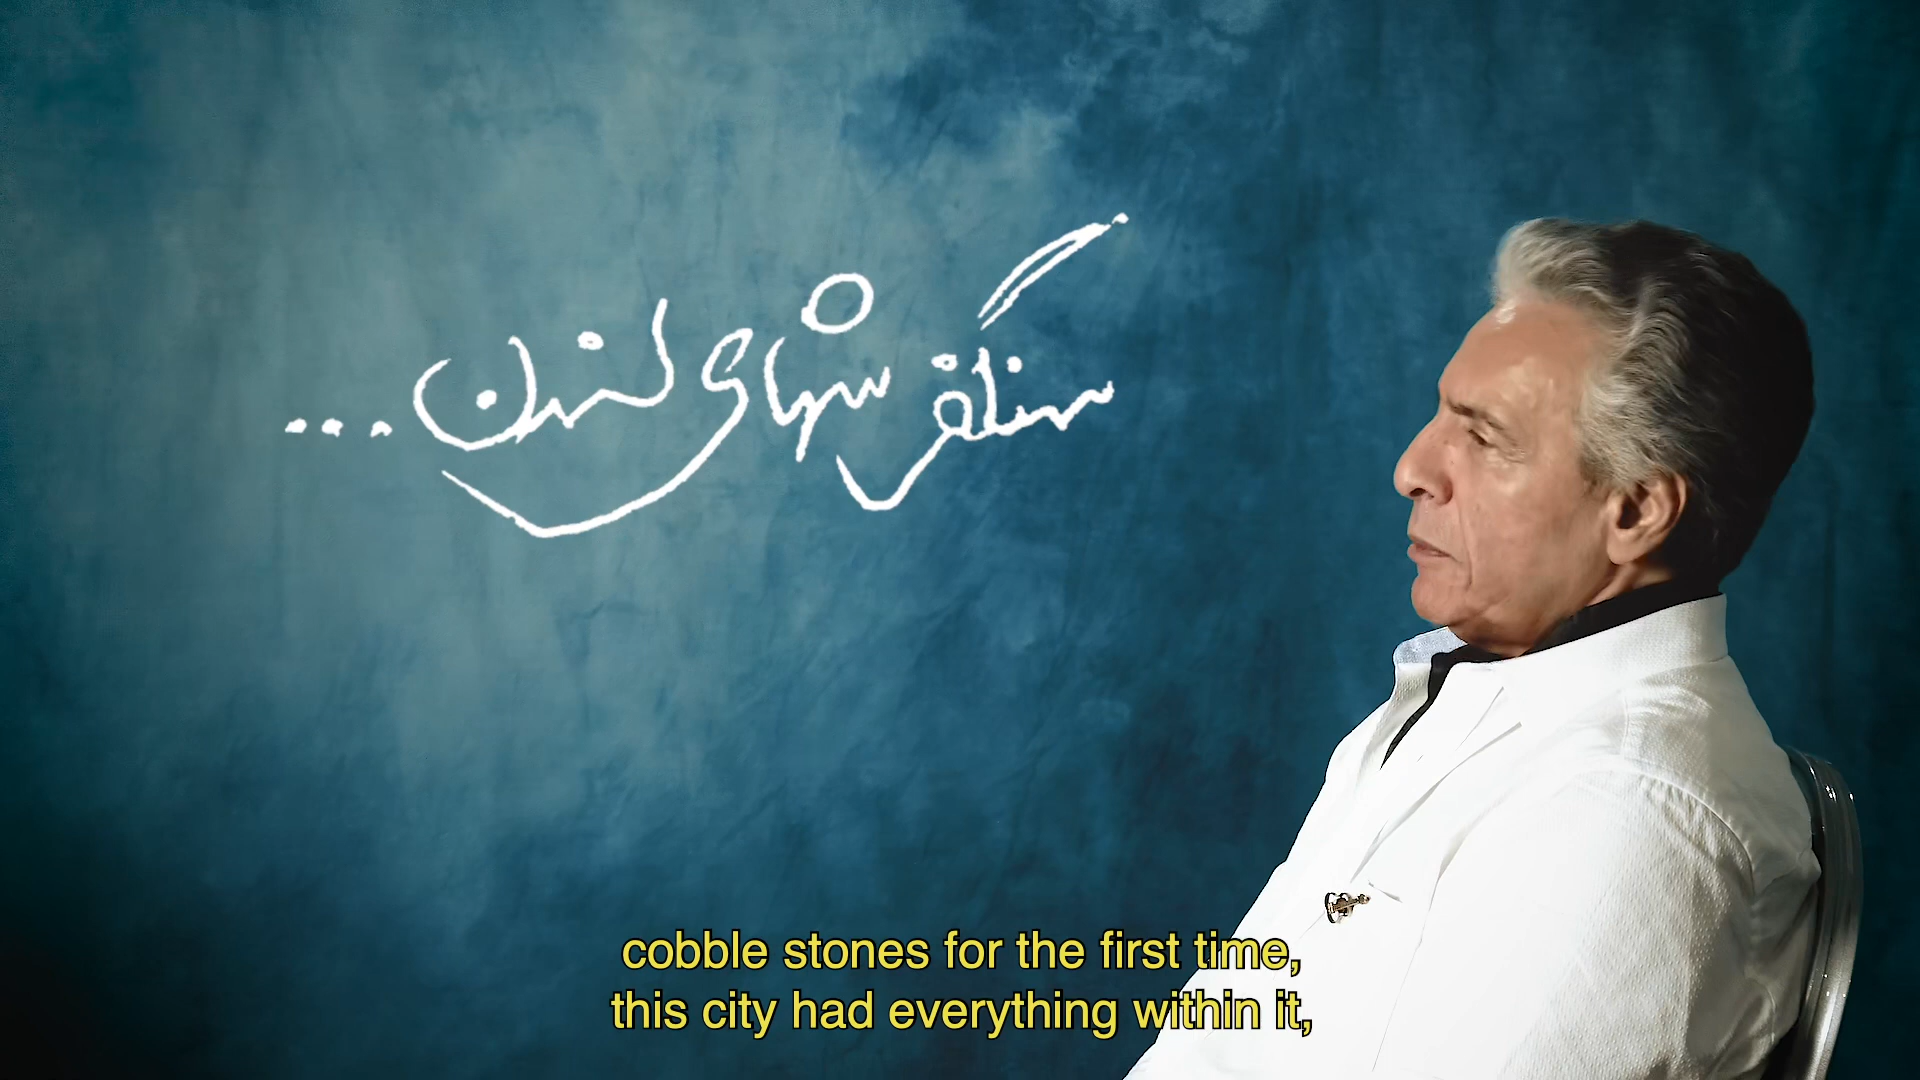 سنگفرشهای لندن...
cobble stones for the first time,
this city had everything within it,